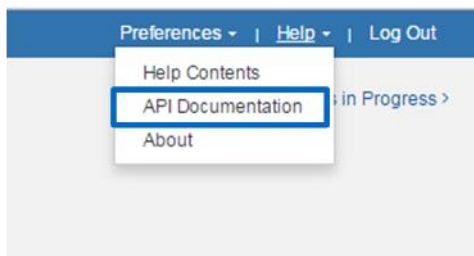 Preferences | Help | Log Out
Help Contents
API Documentation
in Progress >
About